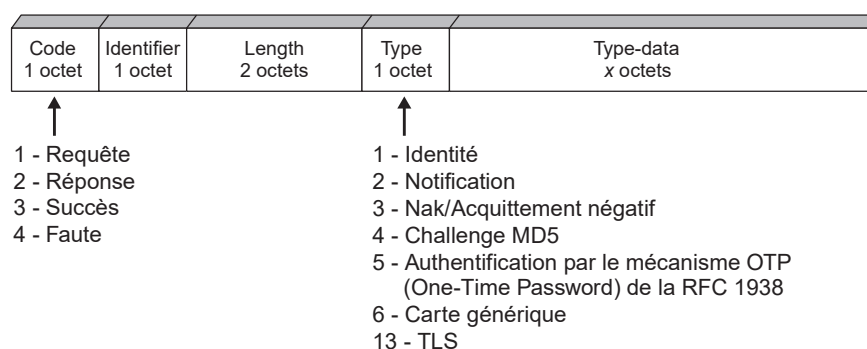 Code
1 octet
Identifier
1 octet
Length
2 octets
Type
1 octet
Type-data
x octets
1 - Requête
2 - Réponse
3 - Succès
4 - Faute
1 - Identité
2 - Notification
3 - Nak/Acquittement négatif
4 - Challenge MD5
5 - Authentification par le mécanisme OTP
(One-Time Password) de la RFC 1938
6 - Carte générique
13 - TLS